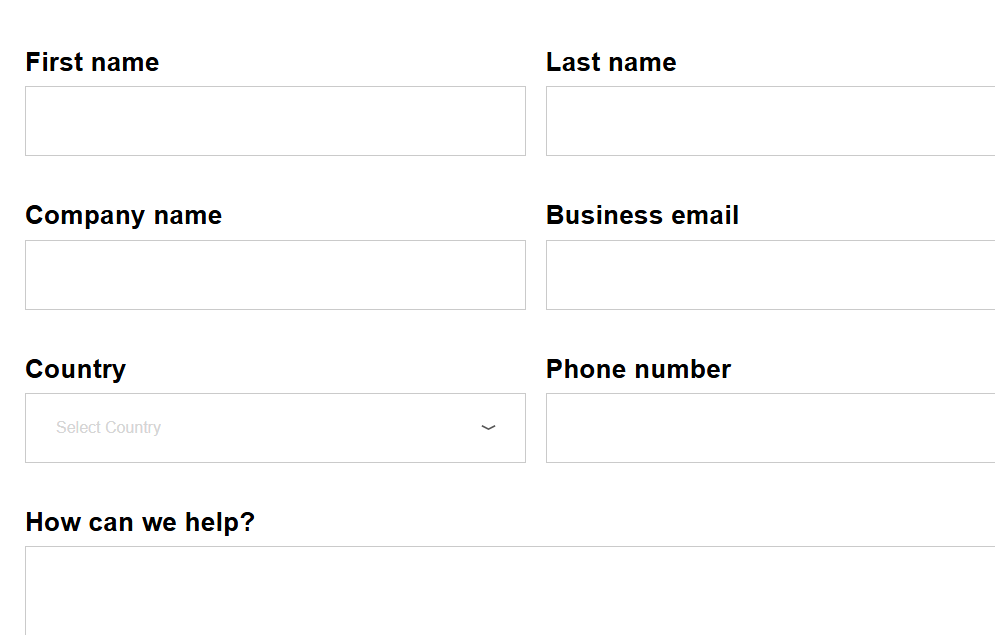 First name
Last name
Company name
Business email
Country
Phone number
Select Country
How can we help?